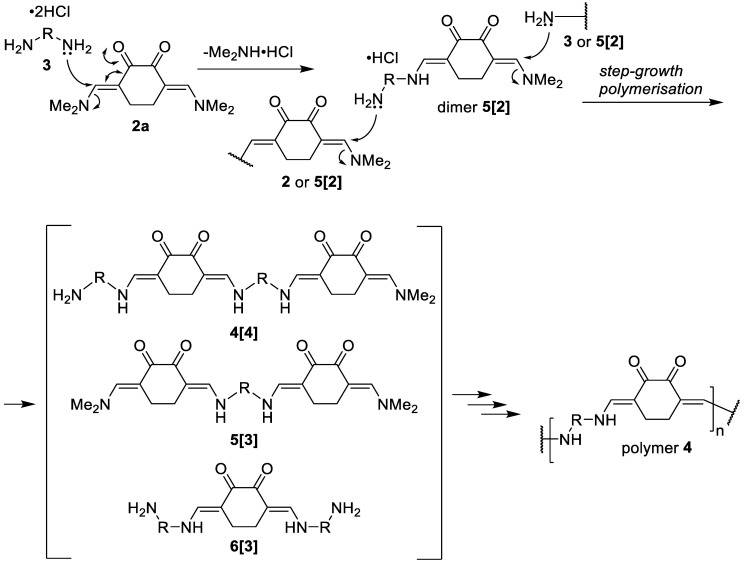 •2HCl
H2N R NH2
3
O O
Me2N NMe2
2a
-Me2NH•HCl
•HCl
R NH
H2N
O O
NMe2
dimer 5[2]
O O
NMe2
2 or 5[2]
H2N
3 or 5[2]
step-growth
polymerisation
O O O O
H2N R N H N H R N H NMe2
4[4]
O O O O
Me2N N H R N H NMe2
5[3]
O O
H2N NH2
R NH HN R
6[3]
O O
NH R NH
n
polymer 4